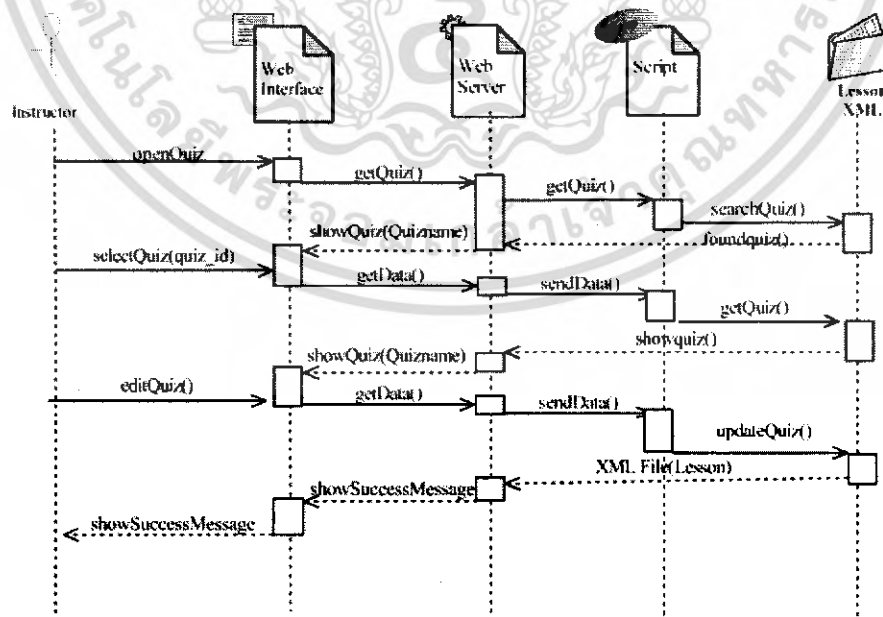 Web
Interface
Web
Server
Script
Instructor
Lesson
XML
openQuiz
getQuiz()
getQuiz()
searchQuiz()
showQuiz(Quizname)
foundquiz()
selectQuiz(quiz_id)
getData()
sendData()
getQuiz()
showquiz()
showQuiz(Quizname)
editQuiz()
getData()
sendData()
updateQuiz()
XML File(Lesson)
showSuccessMessage
showSuccessMessage